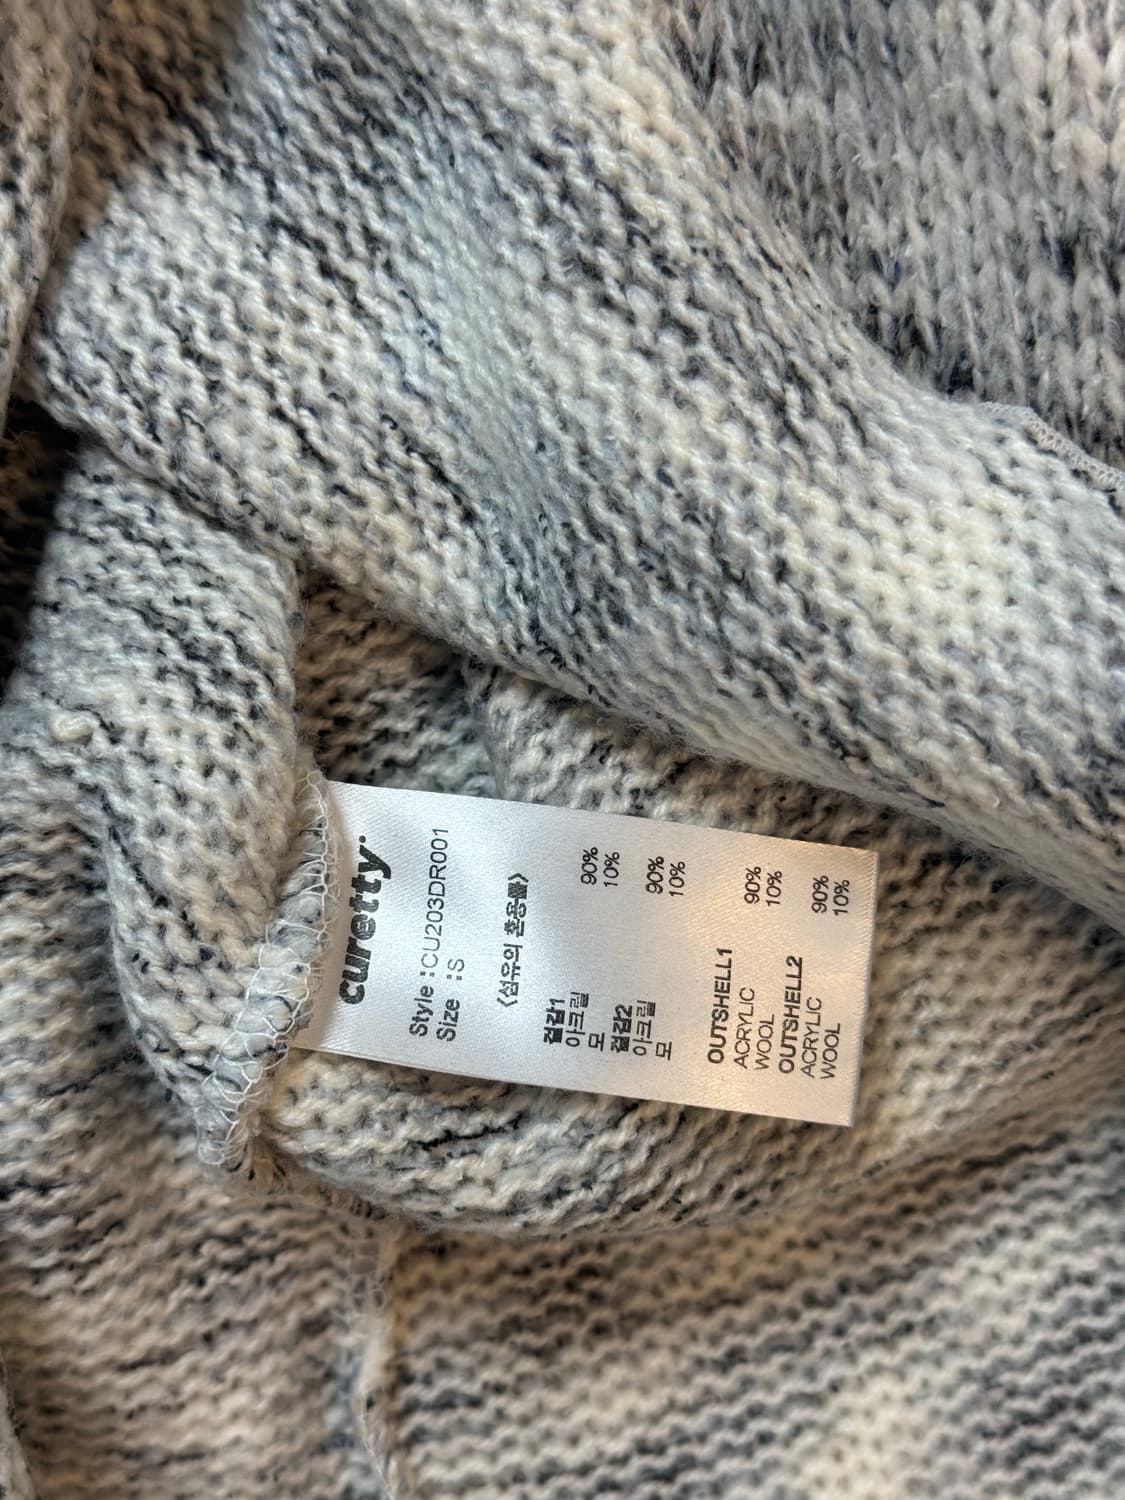 curetty.
Style : CU203DR001
Size : S
<섬유의 혼용률>
겉감1
아크릴 90%
모 10%
겉감2
아크릴 90%
모 10%
OUTSHELL1
ACRYLIC 90%
WOOL 10%
OUTSHELL2
ACRYLIC 90%
WOOL 10%